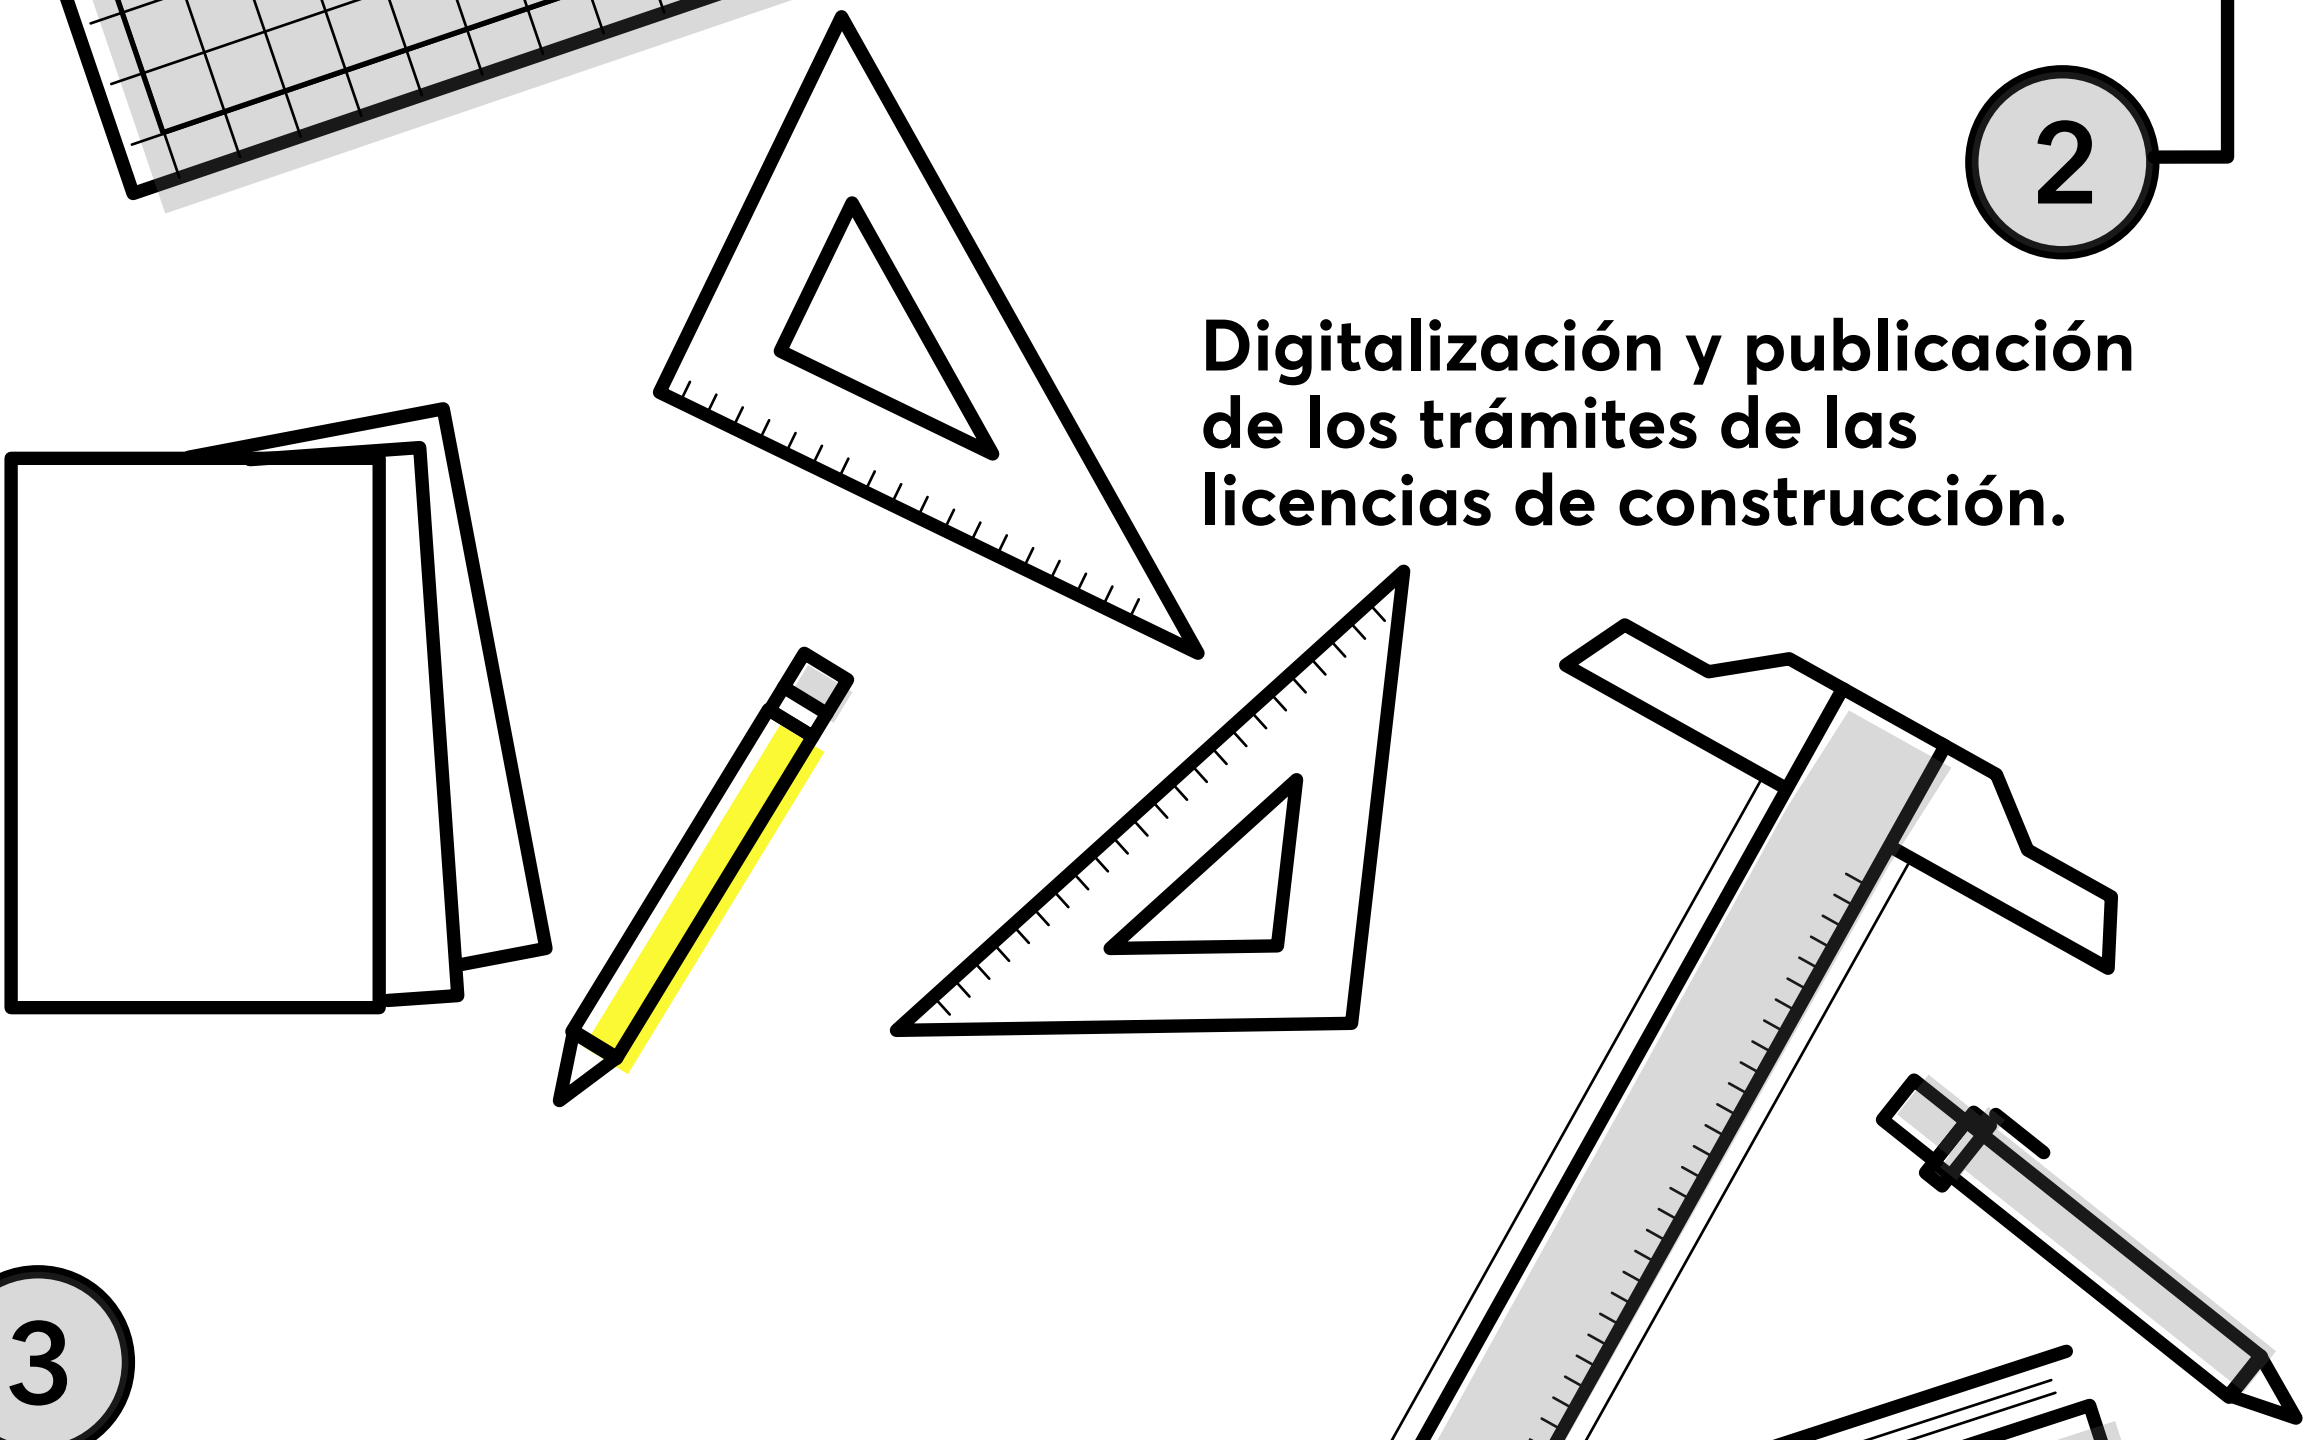 2
Digitalización y publicación
de los trámites de las
licencias de construcción.
3